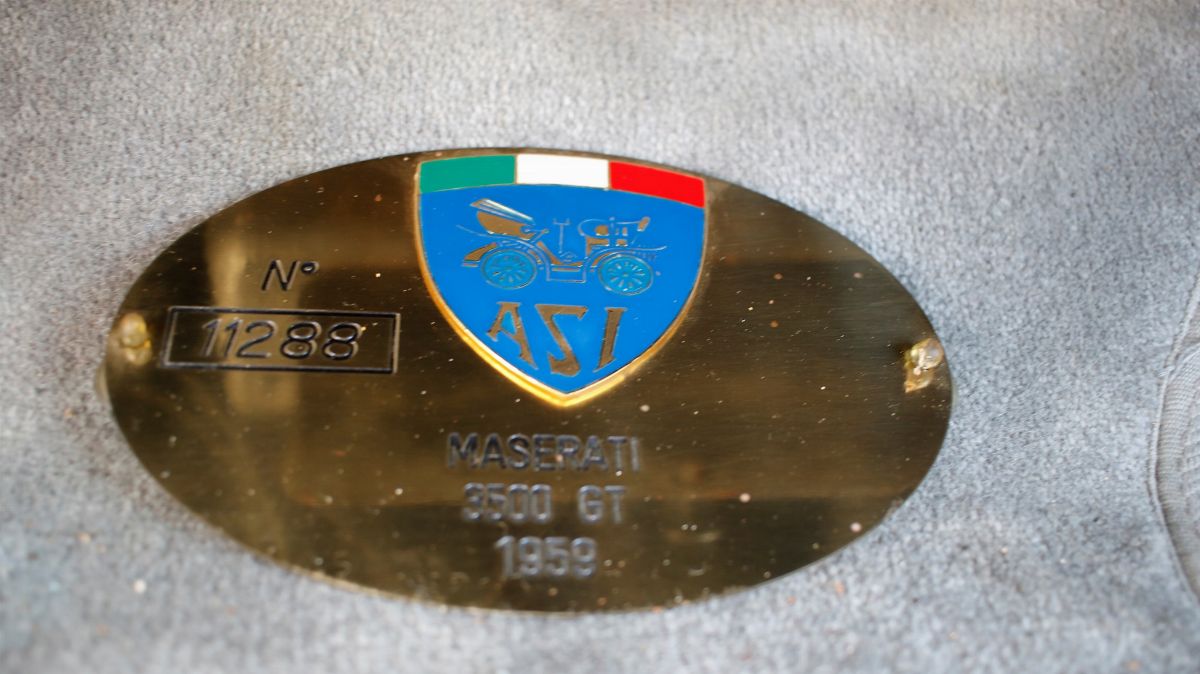 ASI
N°
11288
MASERATI
3500 GT
1959